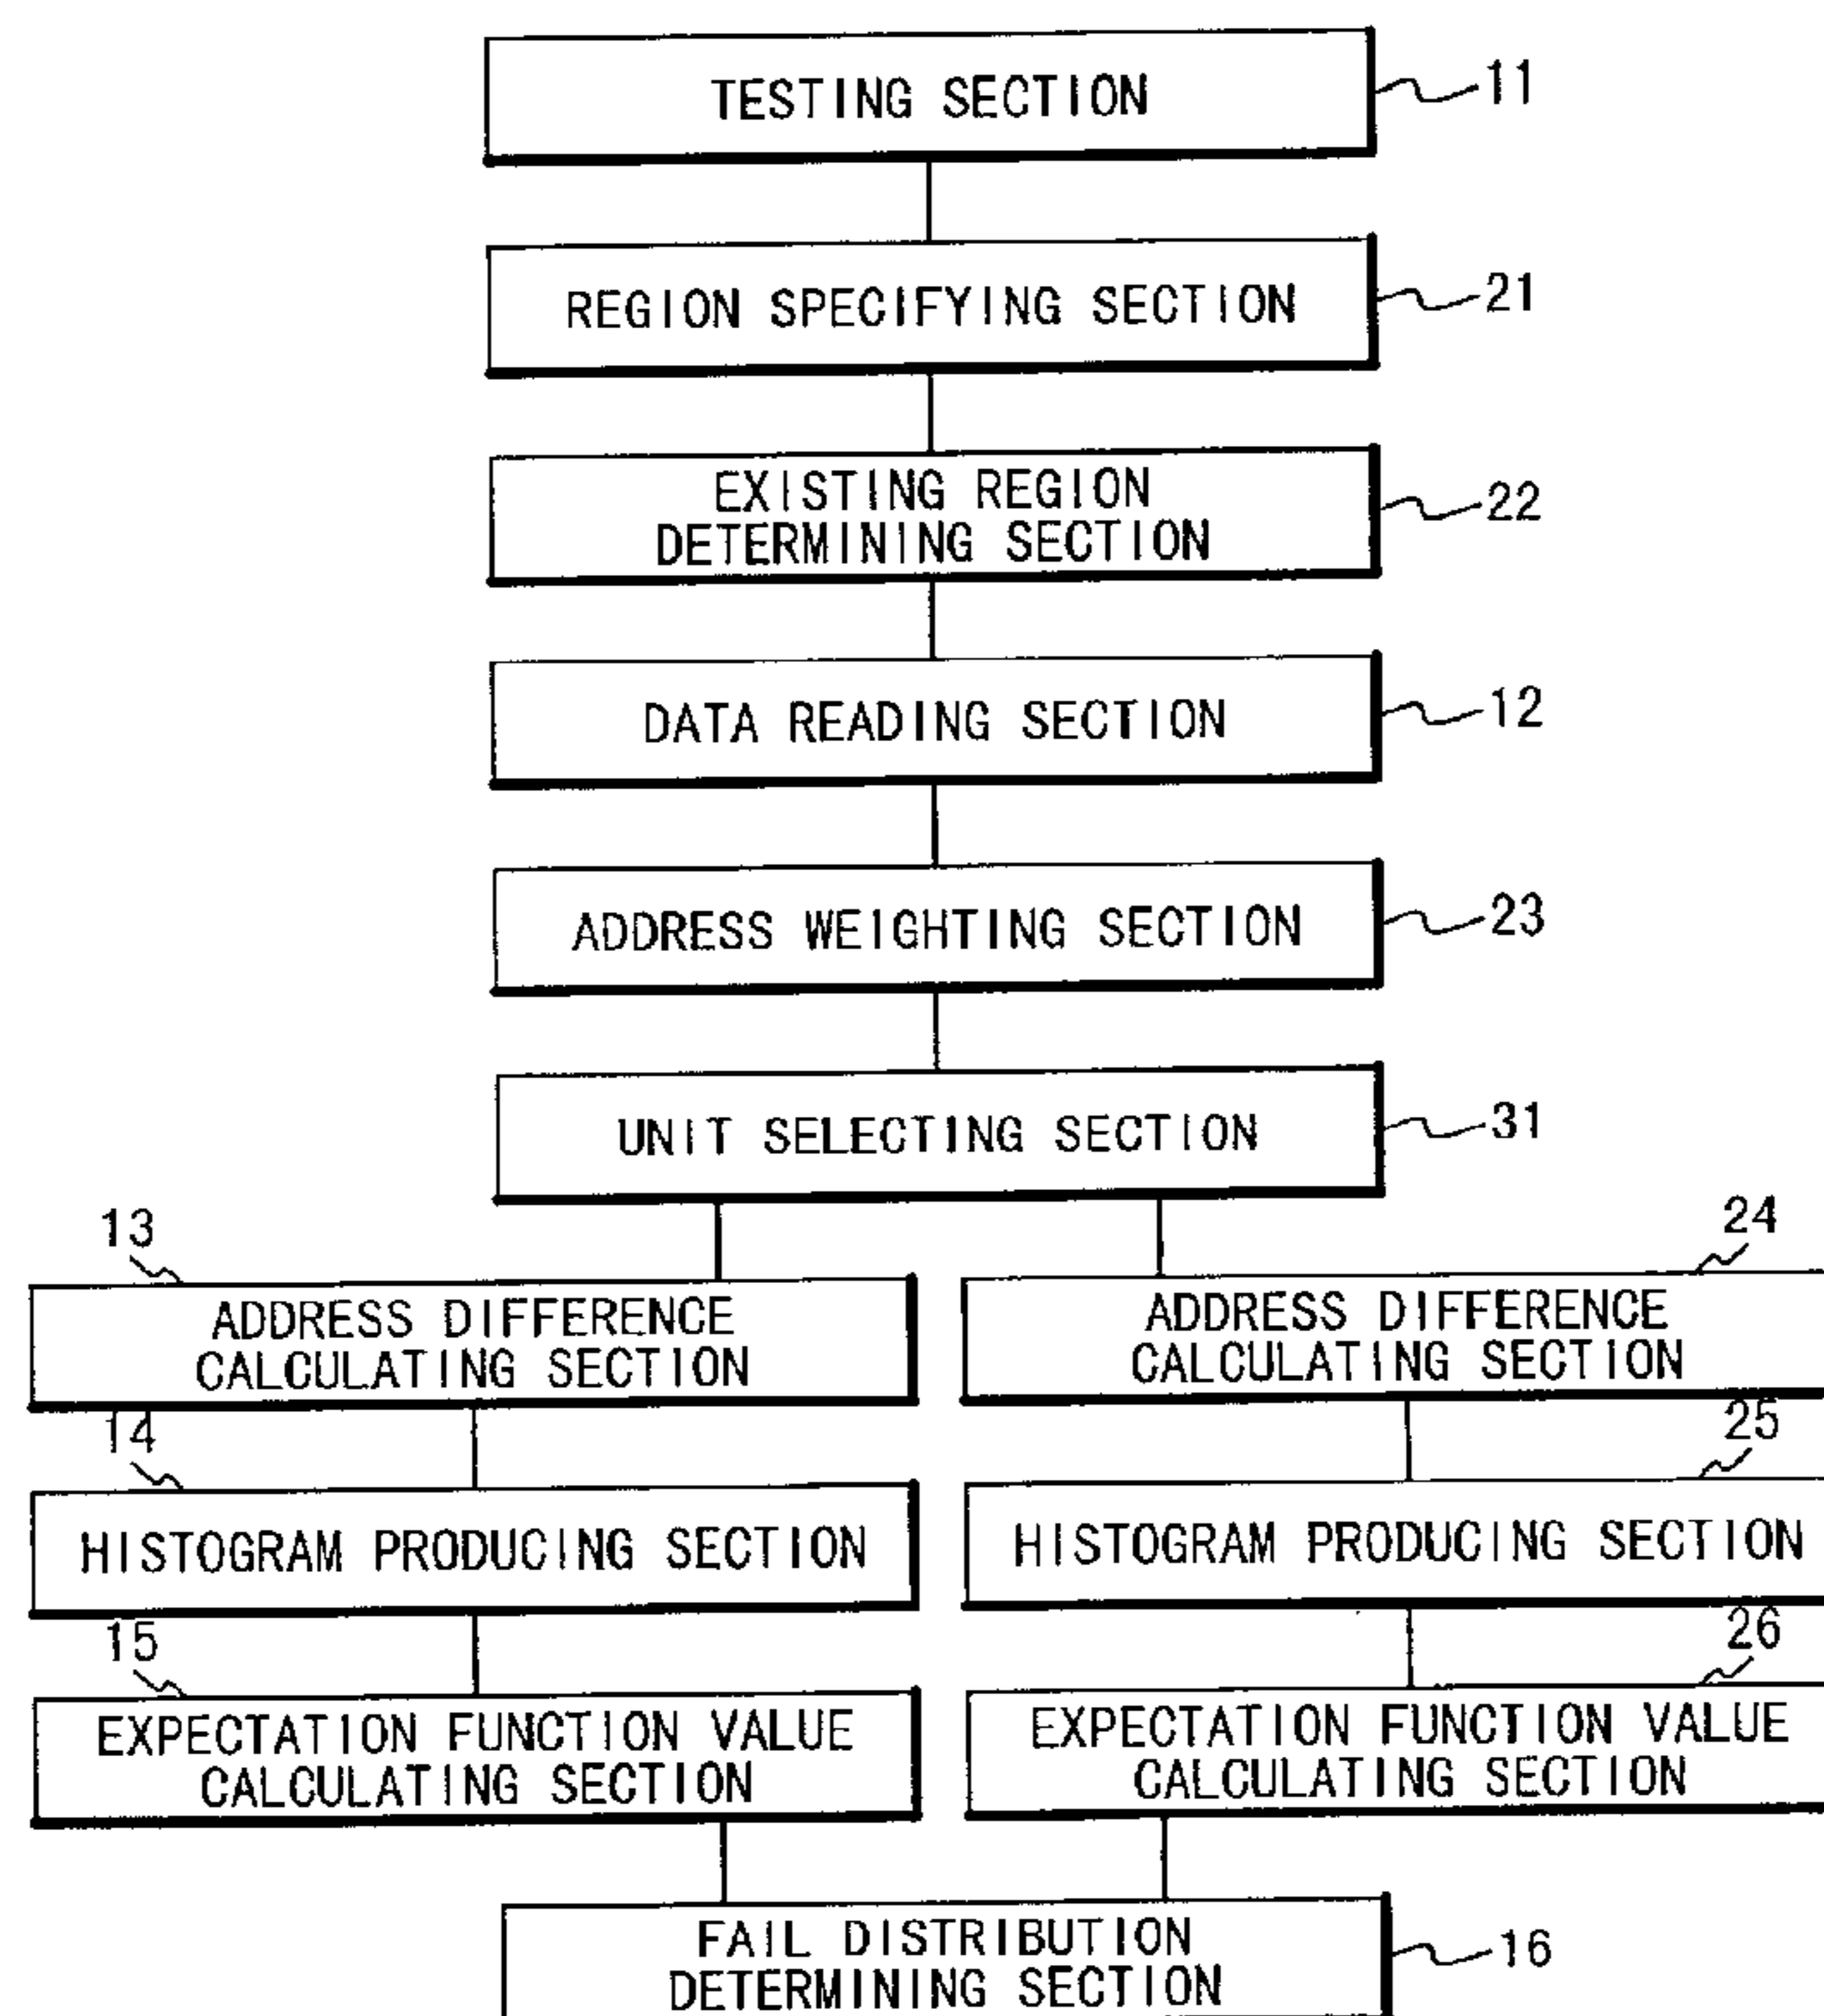 TESTING SECTION
11
REGION SPECIFYING SECTION
21
EXISTING REGION
DETERMINING SECTION
22
DATA READING SECTION
12
ADDRESS WEIGHTING SECTION
23
UNIT SELECTING SECTION
31
13
24
ADDRESS DIFFERENCE
CALCULATING SECTION
ADDRESS DIFFERENCE
CALCULATING SECTION
14
25
HISTOGRAM PRODUCING SECTION
HISTOGRAM PRODUCING SECTION
15
26
EXPECTATION FUNCTION VALUE
CALCULATING SECTION
EXPECTATION FUNCTION VALUE
CALCULATING SECTION
FAIL DISTRIBUTION
DETERMINING SECTION
16